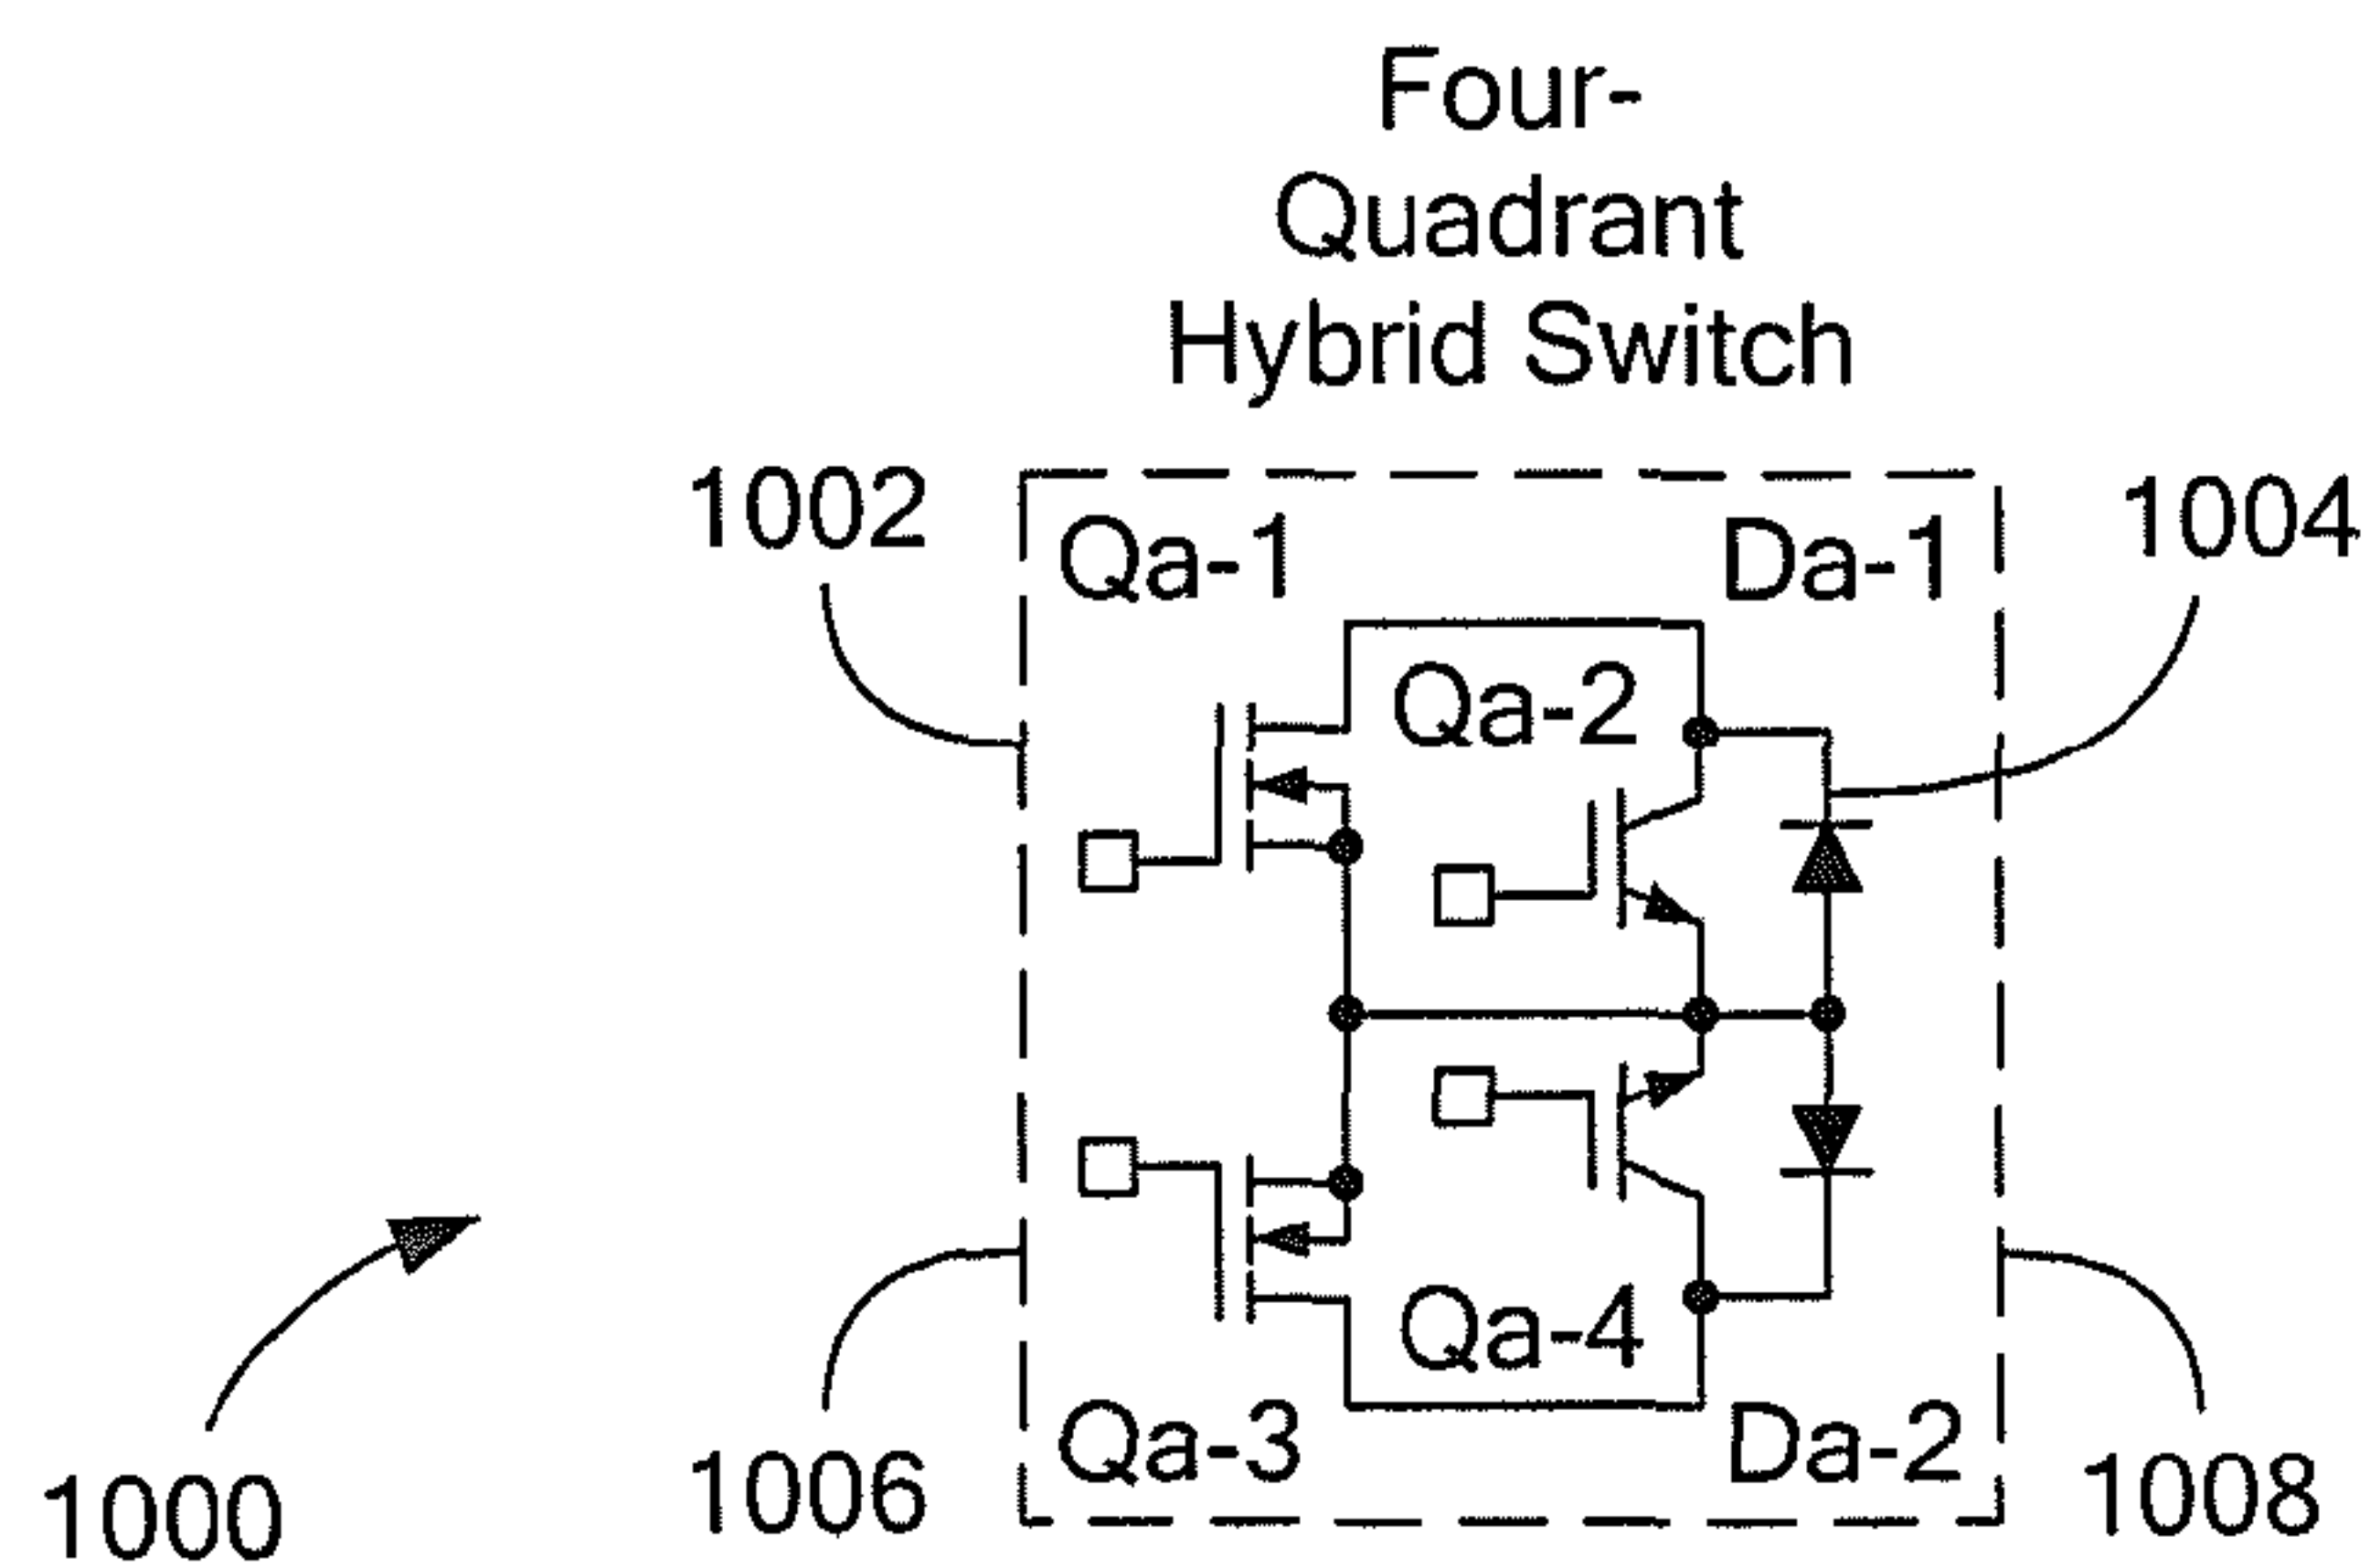 Four-
Quadrant
Hybrid Switch
1002
1004
Qa-1
Da-1
Qa-2
Qa-4
Qa-3
Da-2
1000
1006
1008